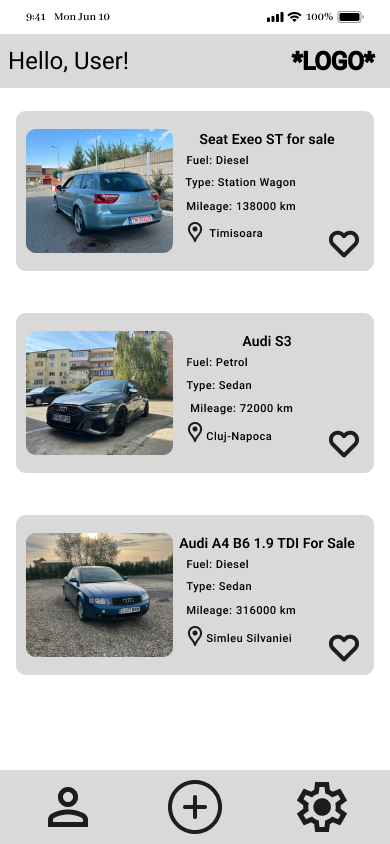 9:41 Mon Jun 10
100%
Hello, User!
*LOGO*
Seat Exeo ST for sale
Fuel: Diesel
Type: Station Wagon
Mileage: 138000 km
Timisoara
Audi S3
Fuel: Petrol
Type: Sedan
Mileage: 72000 km
Cluj-Napoca
Audi A4 B6 1.9 TDI For Sale
Fuel: Diesel
Type: Sedan
Mileage: 316000 km
Simleu Silvaniei